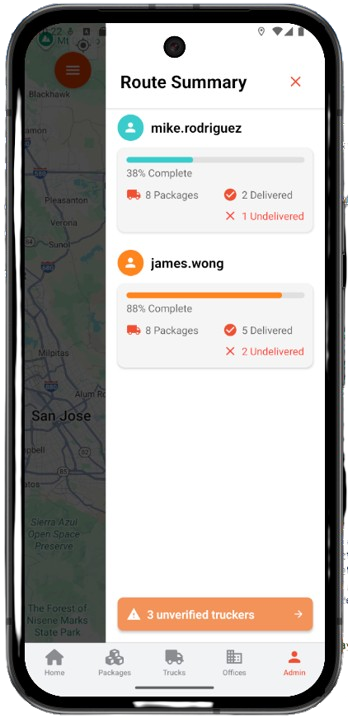 Route Summary
mike.rodriguez
38% Complete
8 Packages
2 Delivered
1 Undelivered
james.wong
88% Complete
8 Packages
5 Delivered
2 Undelivered
3 unverified truckers
Blackhawk
Pleasanton
Verona
Sunol
Milpitas
San Jose
Sierra Azul
Open Space
Preserve
The Forest of
Nisene Marks
State Park
Home
Packages
Trucks
Offices
Admin